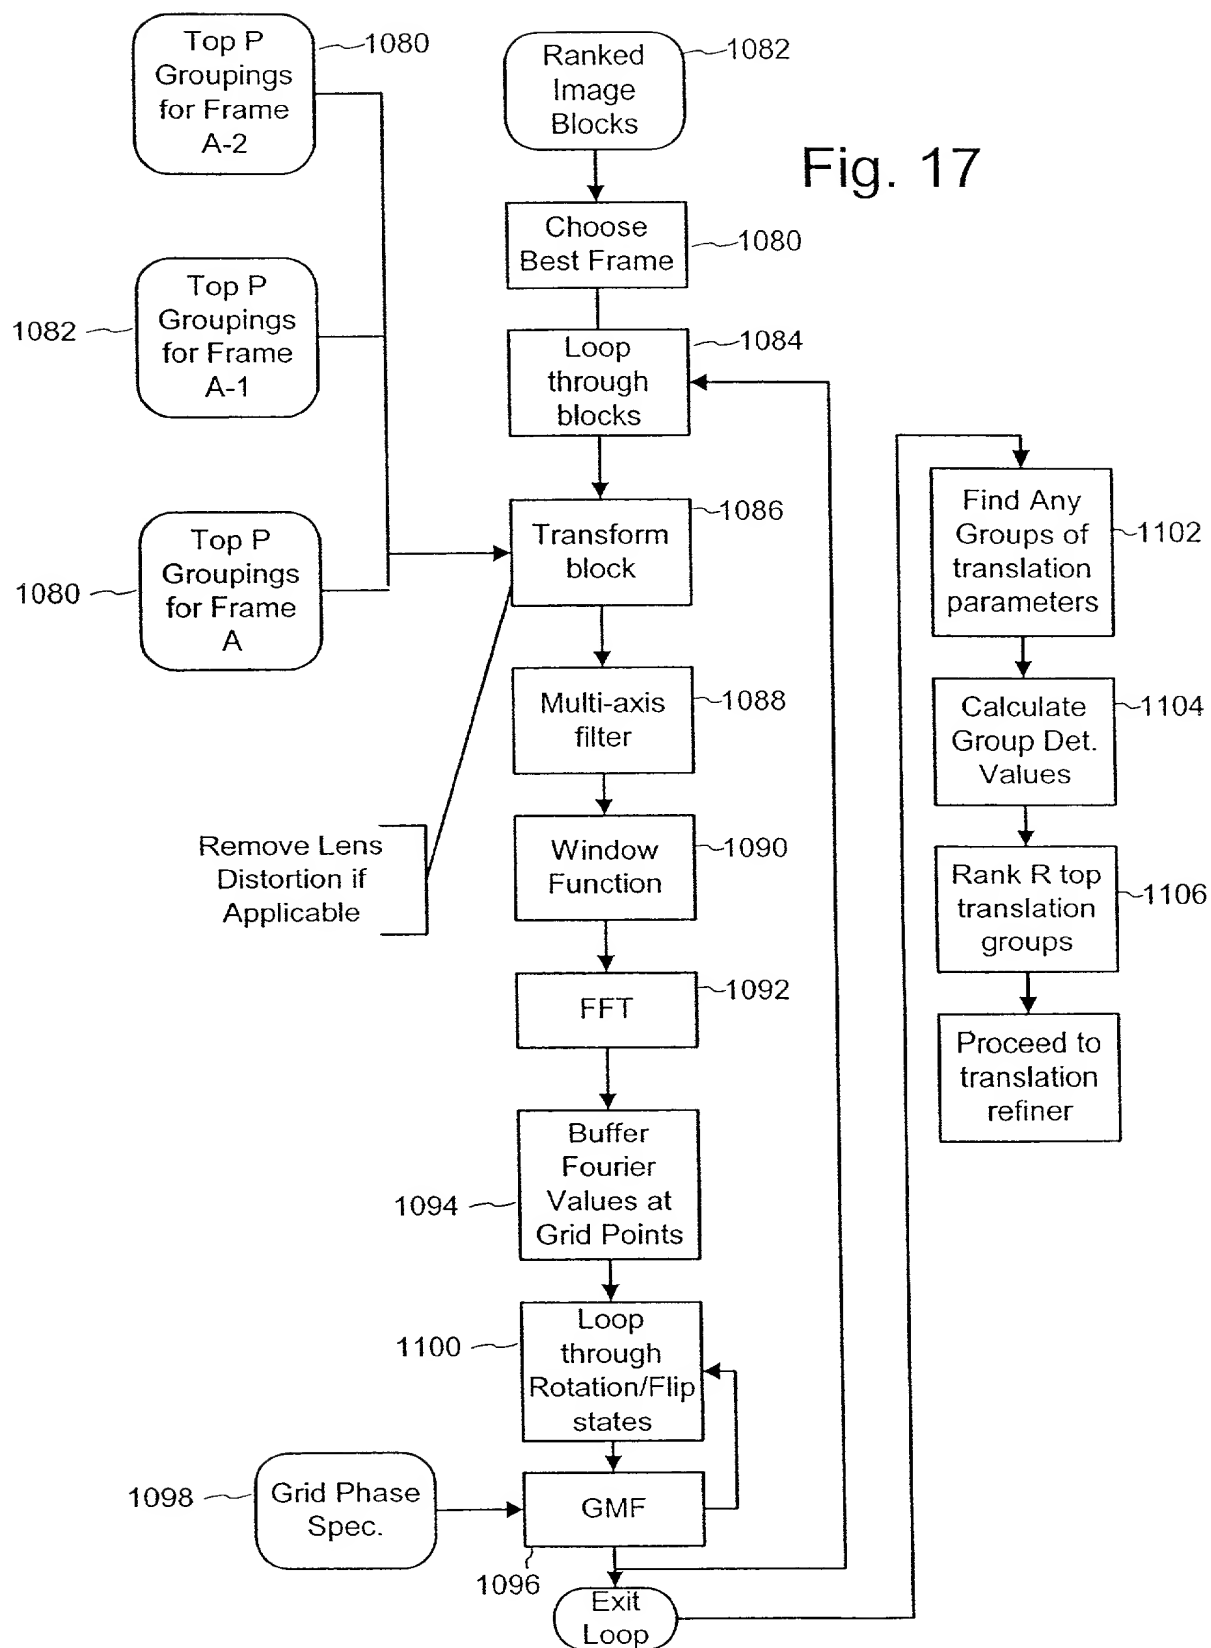 Top P
Groupings
for Frame
A-2
1080
Ranked
Image
Blocks
1082
Fig. 17
Choose
Best Frame
1080
Top P
Groupings
for Frame
A-1
1082
Loop
through
blocks
1084
Top P
Groupings
for Frame
A
1080
Transform
block
1086
Multi-axis
filter
1088
Remove Lens
Distortion if
Applicable
Window
Function
1090
FFT
1092
Buffer
Fourier
Values at
Grid Points
1094
Loop
through
Rotation/Flip
states
1100
Grid Phase
Spec.
1098
GMF
1096
Exit
Loop
Find Any
Groups of
translation
parameters
1102
Calculate
Group Det.
Values
1104
Rank R top
translation
groups
1106
Proceed to
translation
refiner